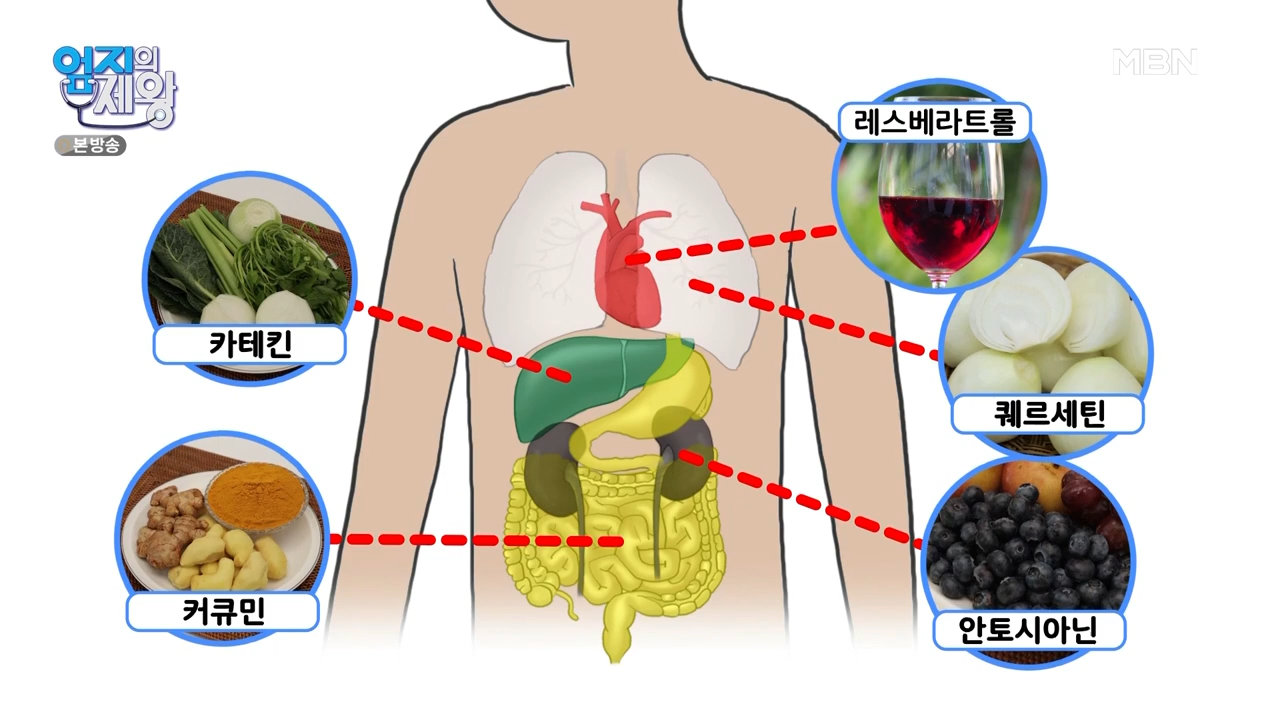 엄지의
제왕
본방송
MBN
레스베라트롤
카테킨
퀘르세틴
커큐민
안토시아닌